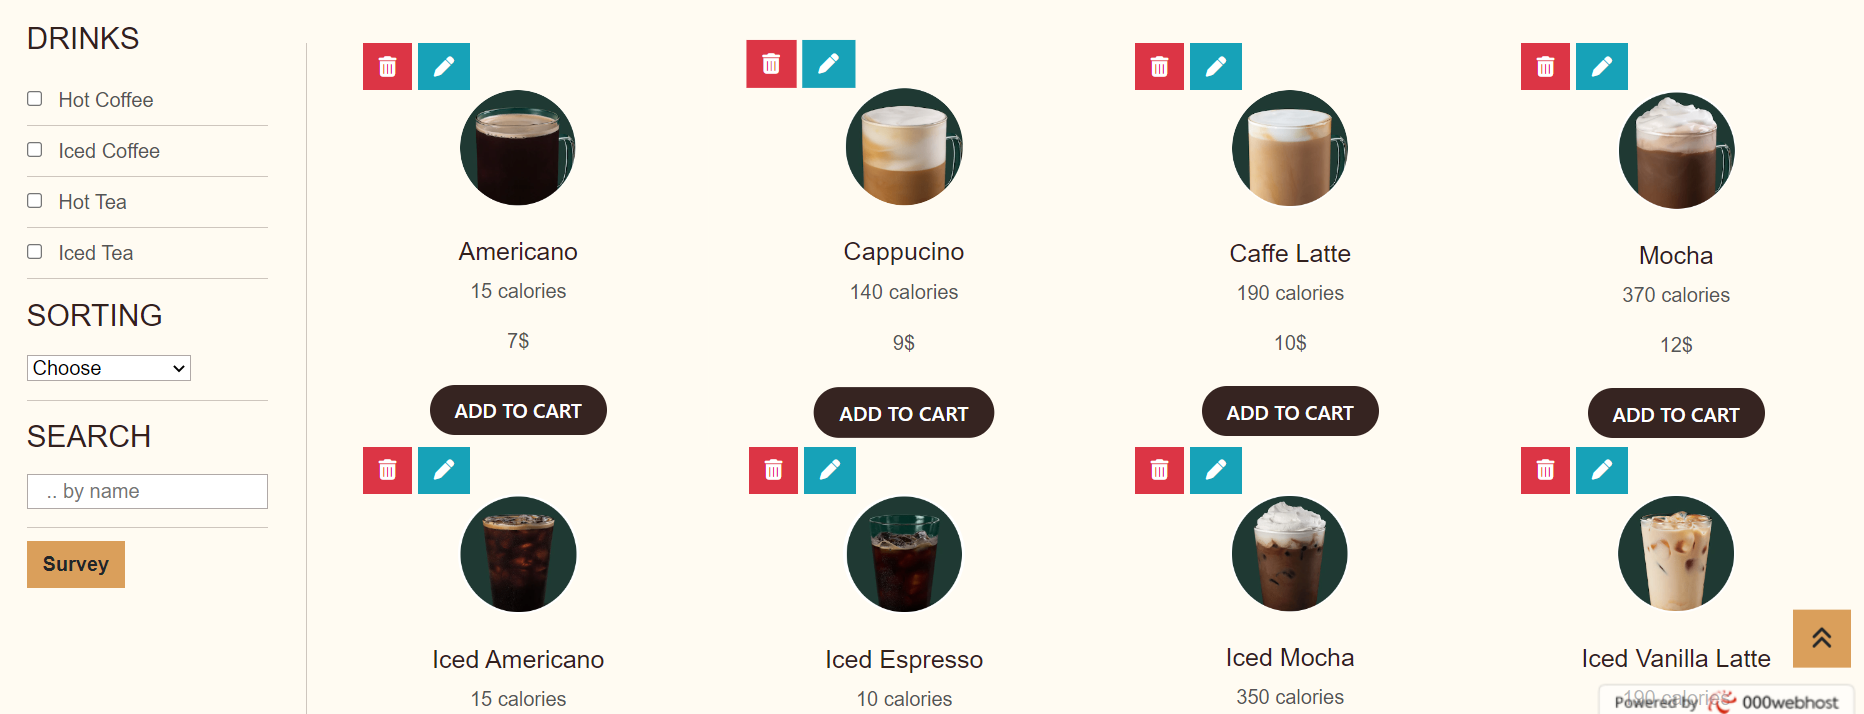 DRINKS
Hot Coffee
Iced Coffee
Hot Tea
Iced Tea
SORTING
Choose
SEARCH
.. by name
Survey
Americano
15 calories
7$
ADD TO CART
Cappucino
140 calories
9$
ADD TO CART
Caffe Latte
190 calories
10$
ADD TO CART
Mocha
370 calories
12$
ADD TO CART
Iced Americano
15 calories
Iced Espresso
10 calories
Iced Mocha
350 calories
Iced Vanilla Latte
190 calories
Powered by 000webhost